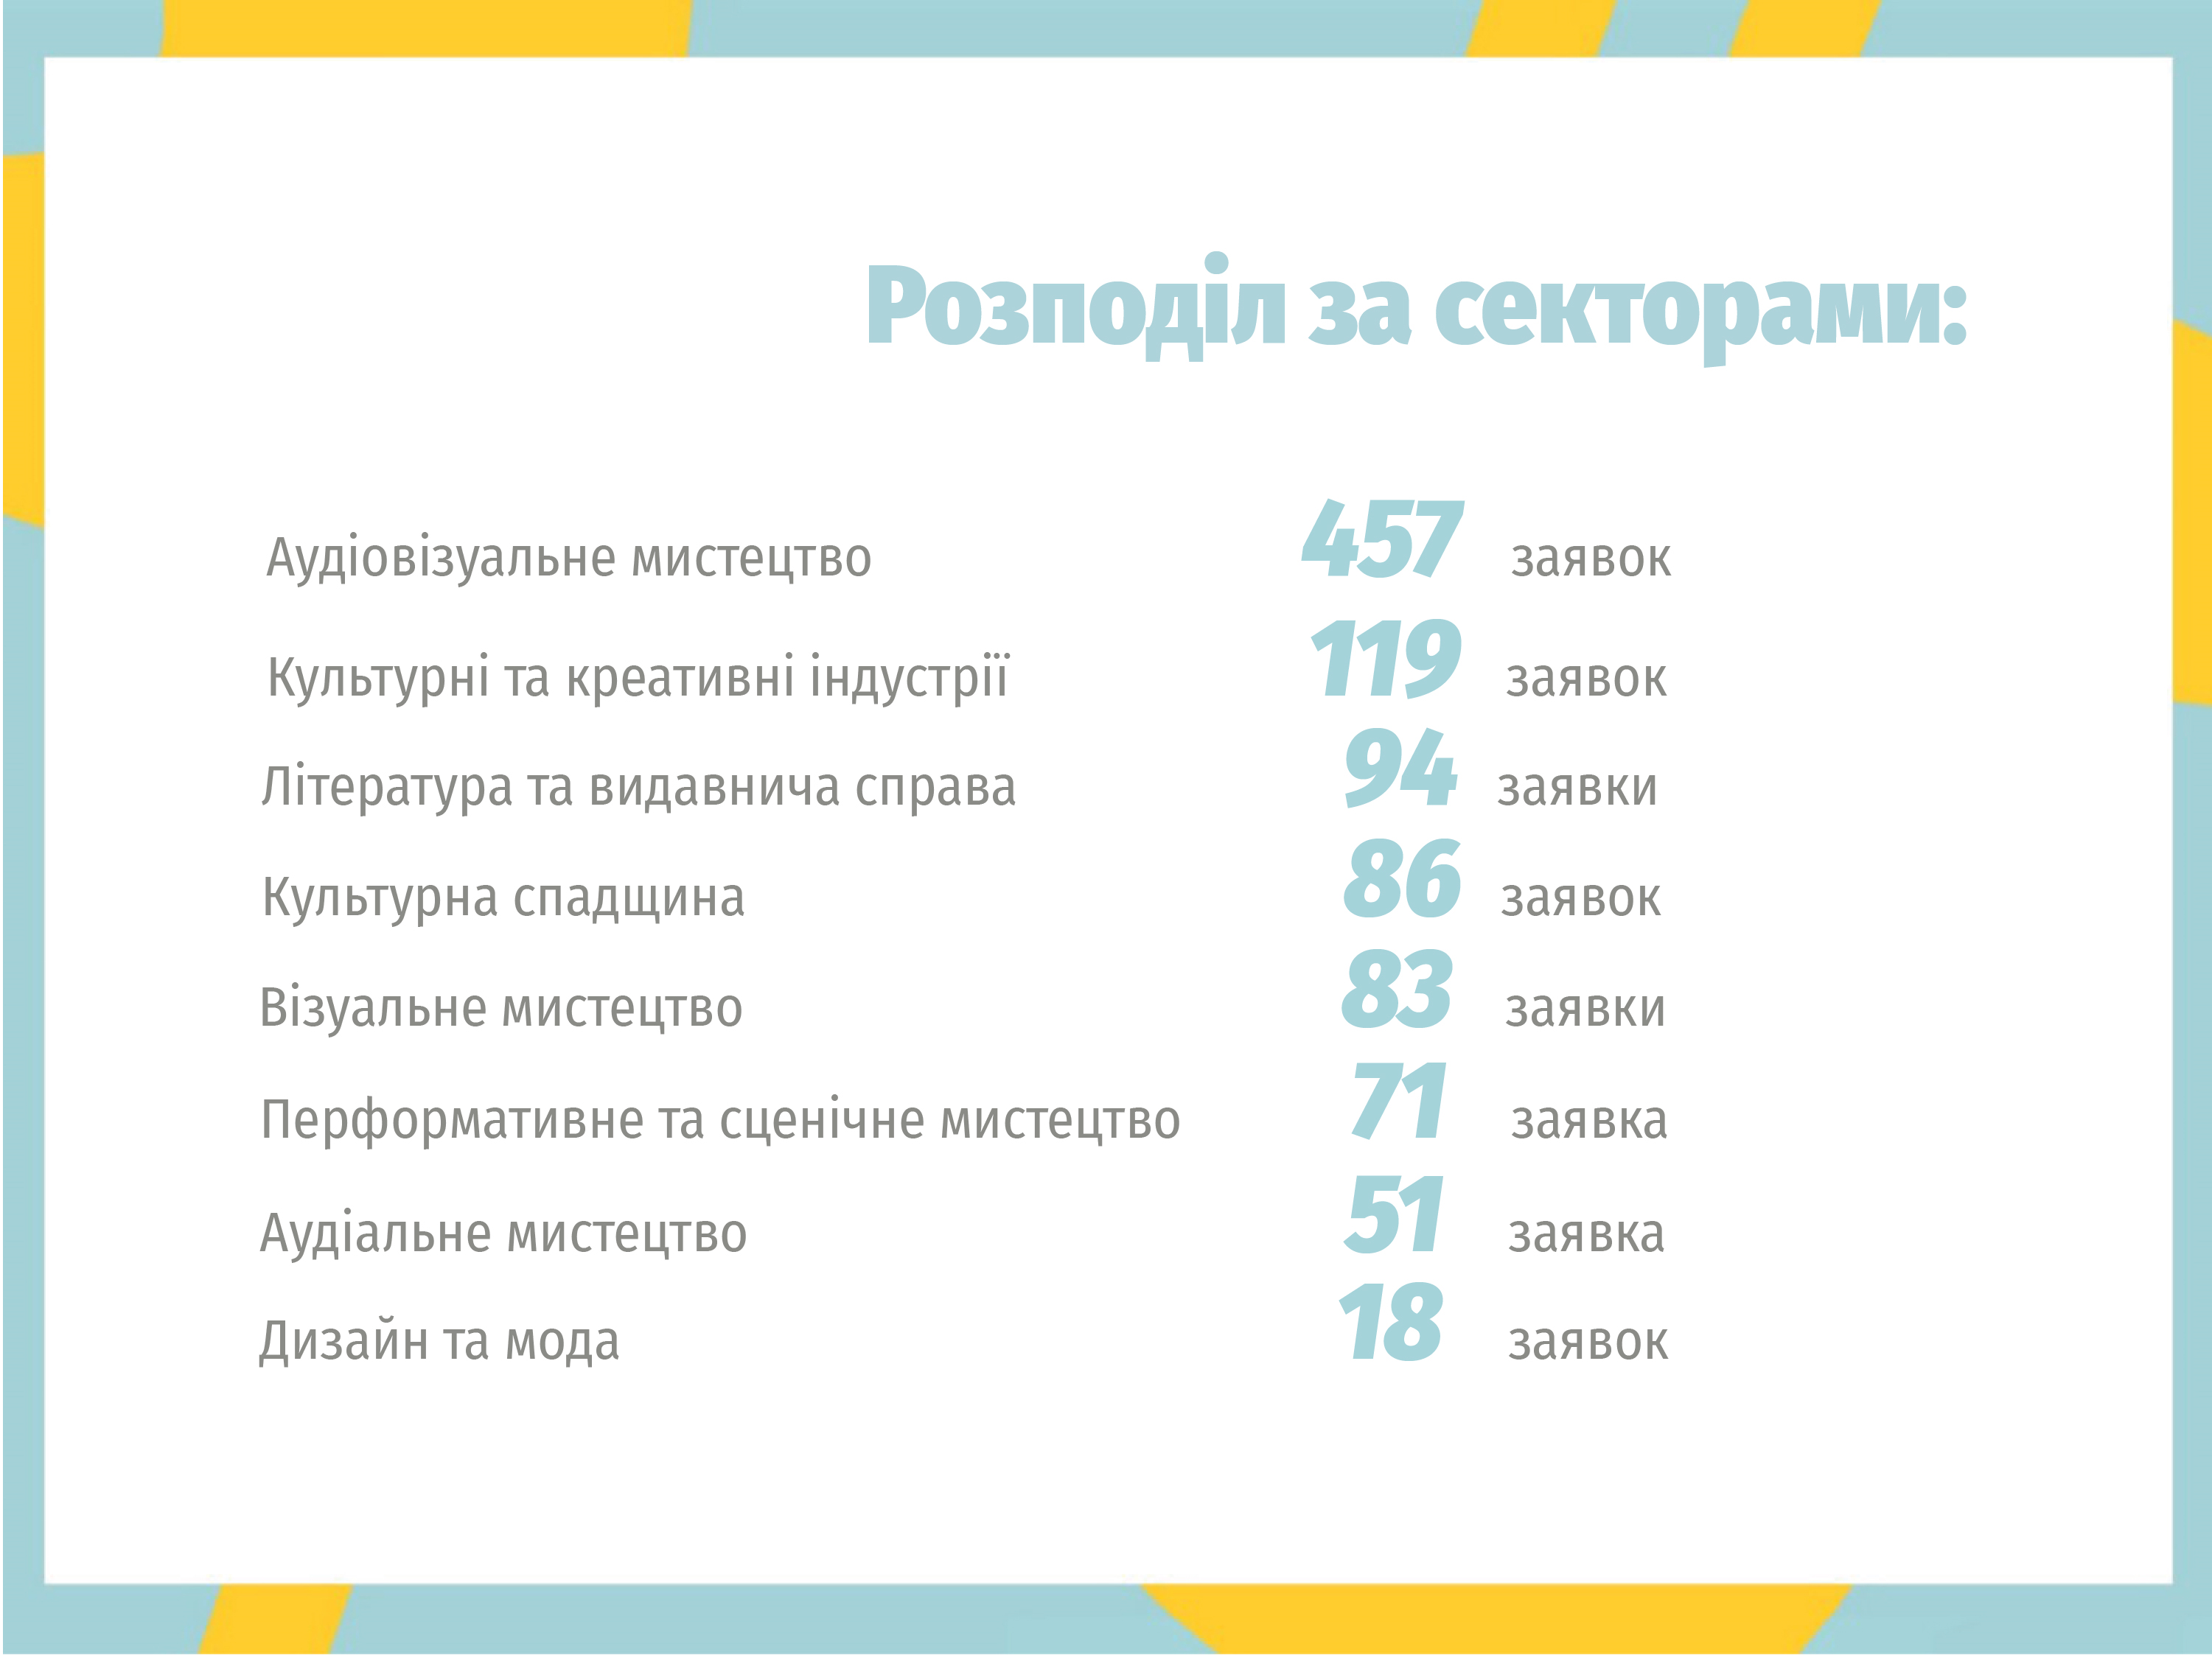 Розподіл за секторами:
Аудіовізуальне мистецтво 457 заявок
Культурні та креативні індустрії 119 заявок
Література та видавнича справа 94 заявки
Культурна спадщина 86 заявок
Візуальне мистецтво 83 заявки
Перформативне та сценічне мистецтво 71 заявка
Аудіальне мистецтво 51 заявка
Дизайн та мода 18 заявок